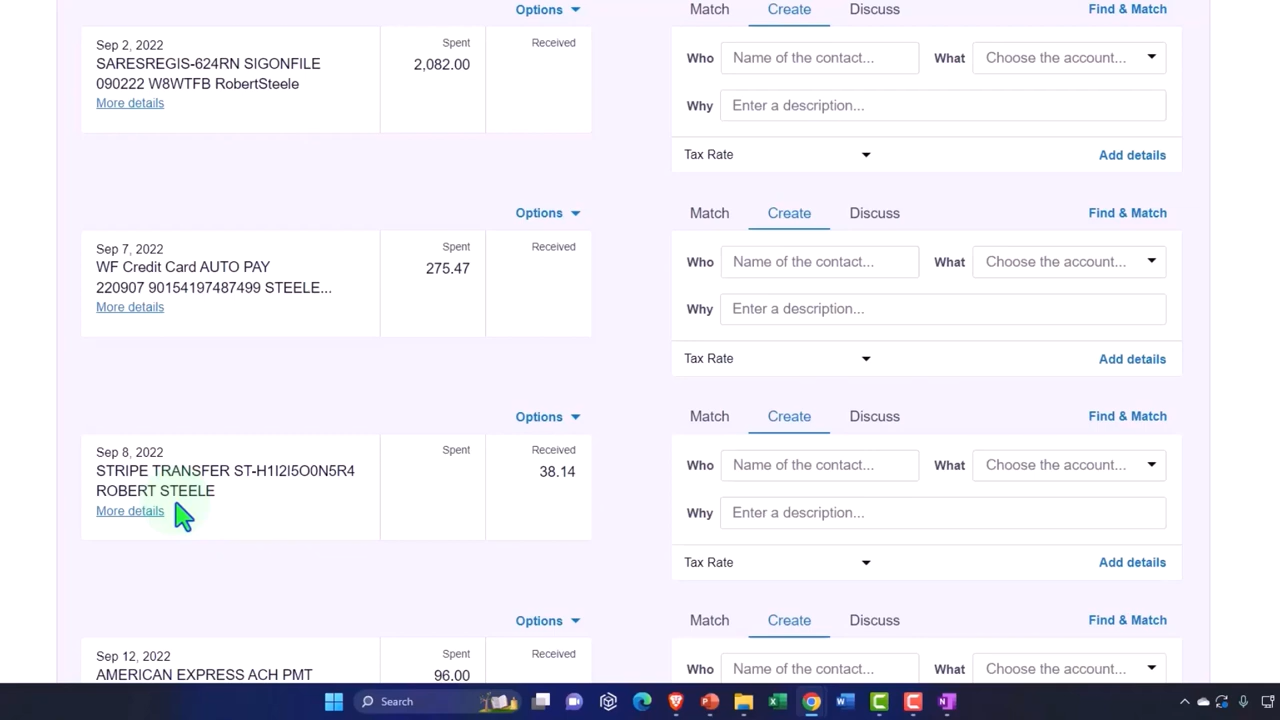 Options
Match Create Discuss Find & Match
Sep 2, 2022 Spent Received
SARESREGIS-624RN SIGONFILE 2,082.00
090222 W8WTFB RobertSteele
More details
Who Name of the contact... What Choose the account...
Why Enter a description...
Tax Rate Add details
Options
Match Create Discuss Find & Match
Sep 7, 2022 Spent Received
WF Credit Card AUTO PAY 275.47
220907 90154197487499 STEELE...
More details
Who Name of the contact... What Choose the account...
Why Enter a description...
Tax Rate Add details
Options
Match Create Discuss Find & Match
Sep 8, 2022 Spent Received
STRIPE TRANSFER ST-H1I2I5O0N5R4 38.14
ROBERT STEELE
More details
Who Name of the contact... What Choose the account...
Why Enter a description...
Tax Rate Add details
Options
Match Create Discuss Find & Match
Sep 12, 2022 Spent Received
AMERICAN EXPRESS ACH PMT 96.00
Who Name of the contact... What Choose the account...
Search